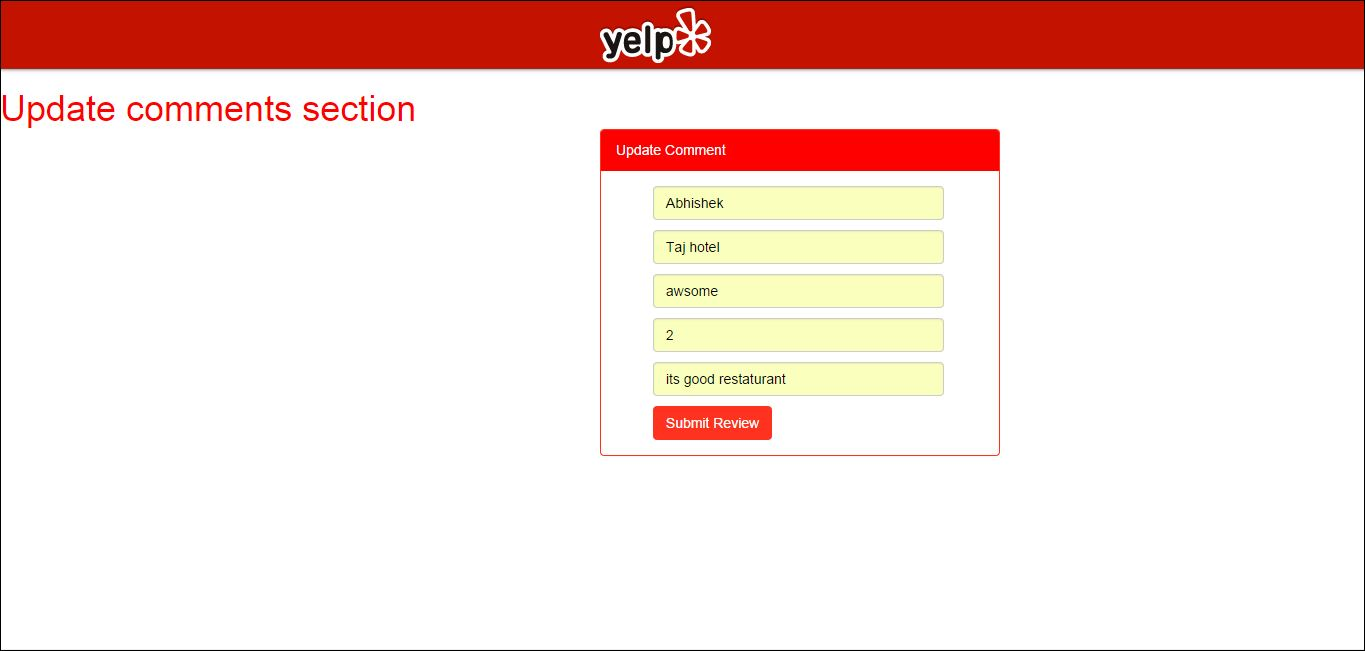 yelp
Update comments section
Update Comment
Abhishek
Taj hotel
awsome
2
its good restaturant
Submit Review